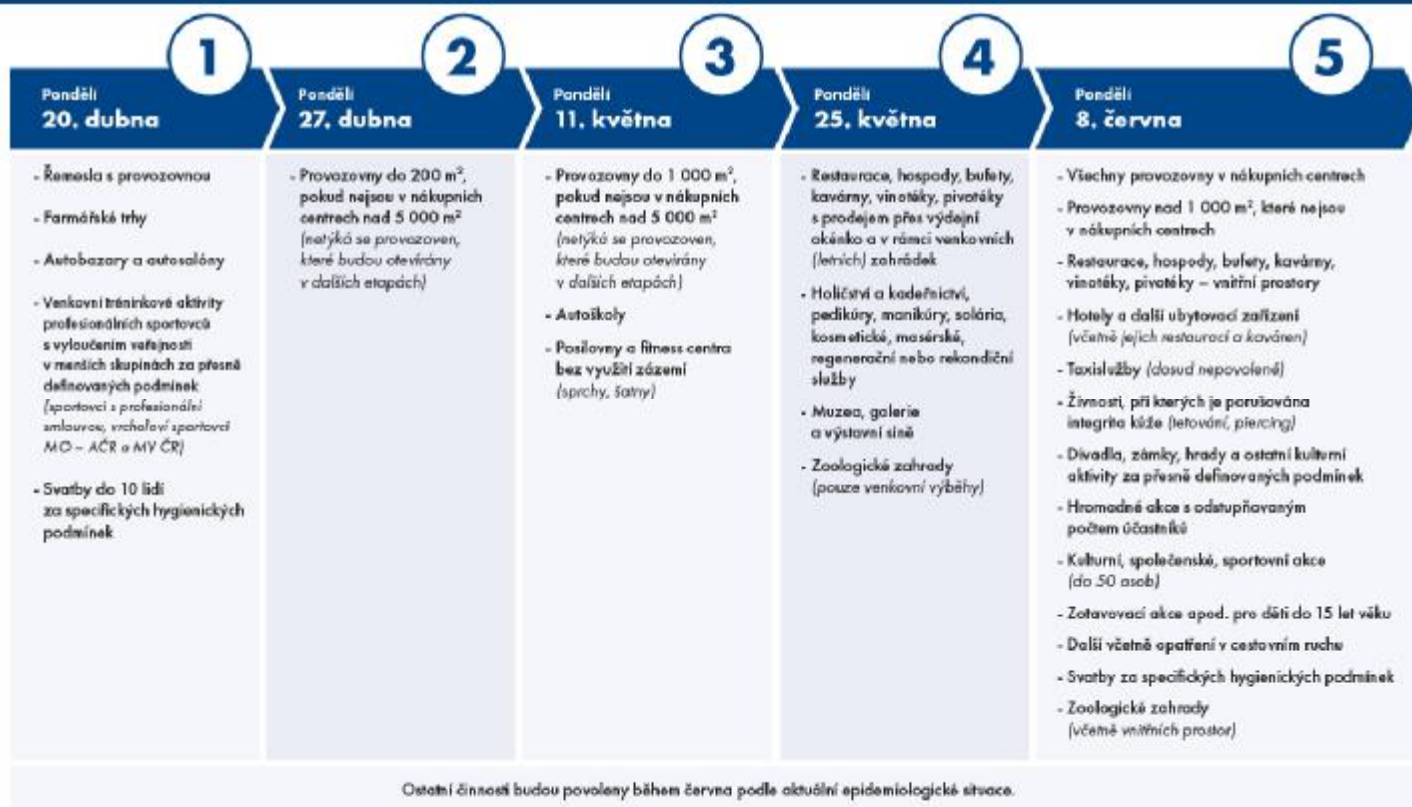 1
Pondělí
20. dubna
- Řemesla s provozovnou
- Farmářské trhy
- Autobazary a autosalóny
- Venkovní tréninkové aktivity
profesionálních sportovců
s vyloučením veřejnosti
v menších skupinách za přesně
definovaných podmínek
(sportovci s profesionální
smlouvou, vrcholoví sportovci
MO – AČR a MV ČR)
- Svatby do 10 lidí
za specifických hygienických
podmínek
2
Pondělí
27. dubna
- Provozovny do 200 m²,
pokud nejsou v nákupních
centrech nad 5 000 m²
(netýká se provozoven,
které budou otevírány
v dalších etapách)
3
Pondělí
11. května
- Provozovny do 1 000 m²,
pokud nejsou v nákupních
centrech nad 5 000 m²
(netýká se provozoven,
které budou otevírány
v dalších etapách)
- Autoškoly
- Posilovny a fitness centra
bez využití zázemí
(sprchy, šatny)
4
Pondělí
25. května
- Restaurace, hospody, bufety,
kavárny, vinotéky, pivotéky
s prodejem přes výdejní
okénko a v rámci venkovních
(letních) zahrádek
- Holičství a kadeřnictví,
pedikúry, manikúry, solária,
kosmetické, masérské,
regenerační nebo rekondiční
služby
- Muzea, galerie
a výstavní síně
- Zoologické zahrady
(pouze venkovní výběhy)
5
Pondělí
8. června
- Všechny provozovny v nákupních centrech
- Provozovny nad 1 000 m², které nejsou
v nákupních centrech
- Restaurace, hospody, bufety, kavárny,
vinotéky, pivotéky – vnitřní prostory
- Hotely a další ubytovací zařízení
(včetně jejich restaurací a kaváren)
- Taxislužby (dosud nepovolené)
- Živnosti, při kterých je porušována
integrita kůže (tetování, piercing)
- Divadla, zámky, hrady a ostatní kulturní
aktivity za přesně definovaných podmínek
- Hromadné akce s odstupňovaným
počtem účastníků
- Kulturní, společenské, sportovní akce
(do 50 osob)
- Zotavovací akce apod. pro děti do 15 let věku
- Další včetně opatření v cestovním ruchu
- Svatby za specifických hygienických podmínek
- Zoologické zahrady
(včetně vnitřních prostor)
Ostatní činnosti budou povoleny během června podle aktuální epidemiologické situace.